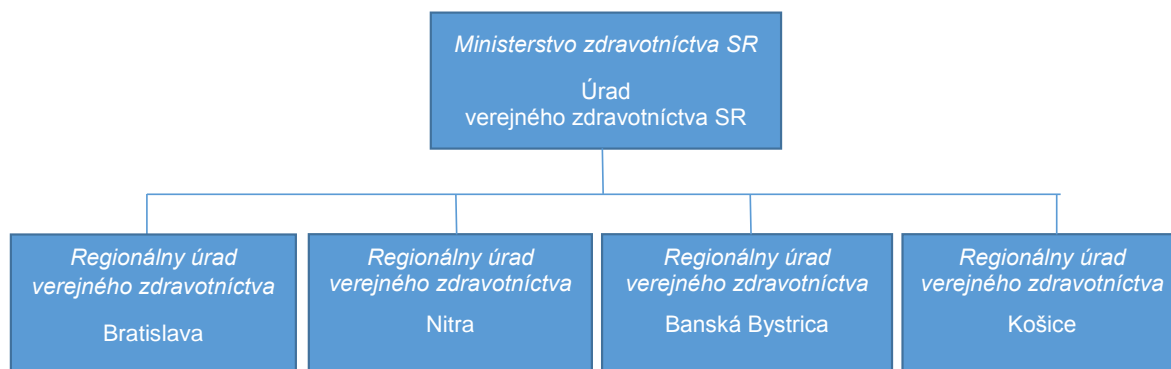 Ministerstvo zdravotníctva SR
Úrad
verejného zdravotníctva SR
Regionálny úrad
verejného zdravotníctva
Bratislava
Regionálny úrad
verejného zdravotníctva
Nitra
Regionálny úrad
verejného zdravotníctva
Banská Bystrica
Regionálny úrad
verejného zdravotníctva
Košice